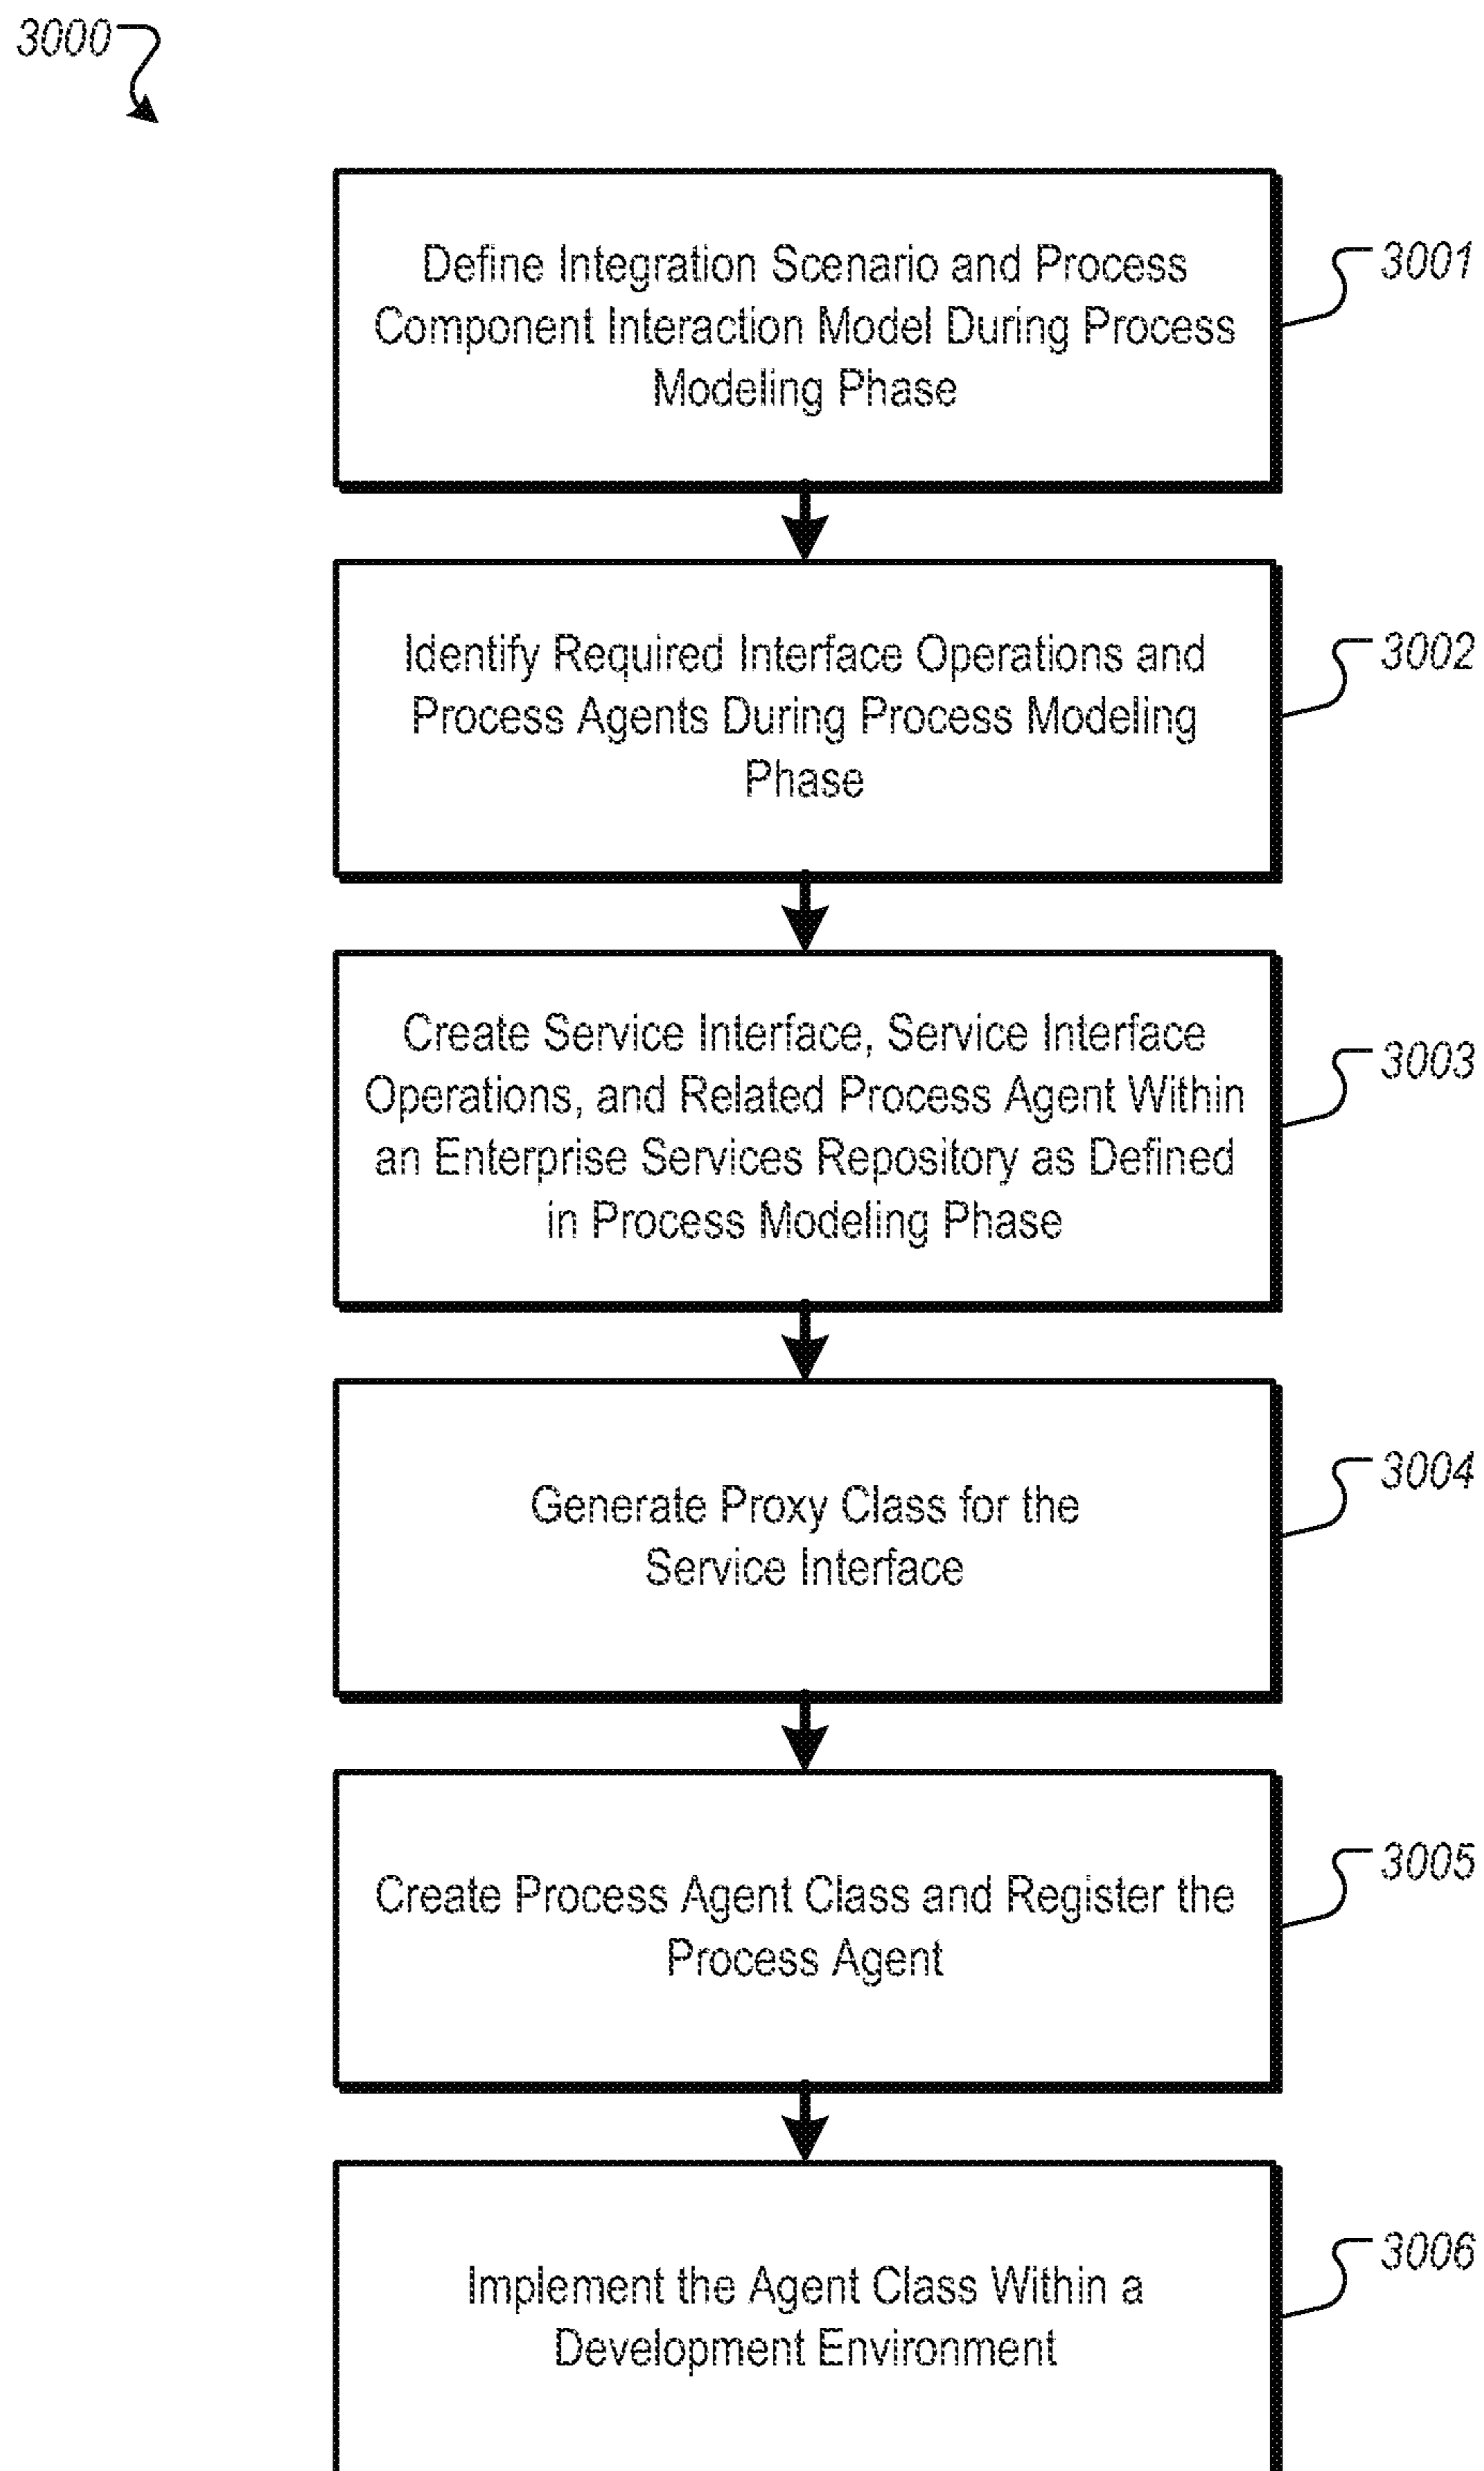 3000
Define Integration Scenario and Process
Component Interaction Model During Process
Modeling Phase
3001
Identify Required Interface Operations and
Process Agents During Process Modeling
Phase
3002
Create Service Interface, Service Interface
Operations, and Related Process Agent Within
an Enterprise Services Repository as Defined
in Process Modeling Phase
3003
Generate Proxy Class for the
Service Interface
3004
Create Process Agent Class and Register the
Process Agent
3005
Implement the Agent Class Within a
Development Environment
3006